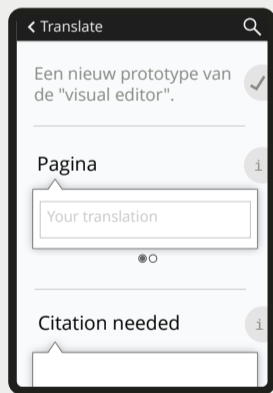 Translate
Een nieuw prototype van
de "visual editor".
Pagina
i
Your translation
Citation needed
i